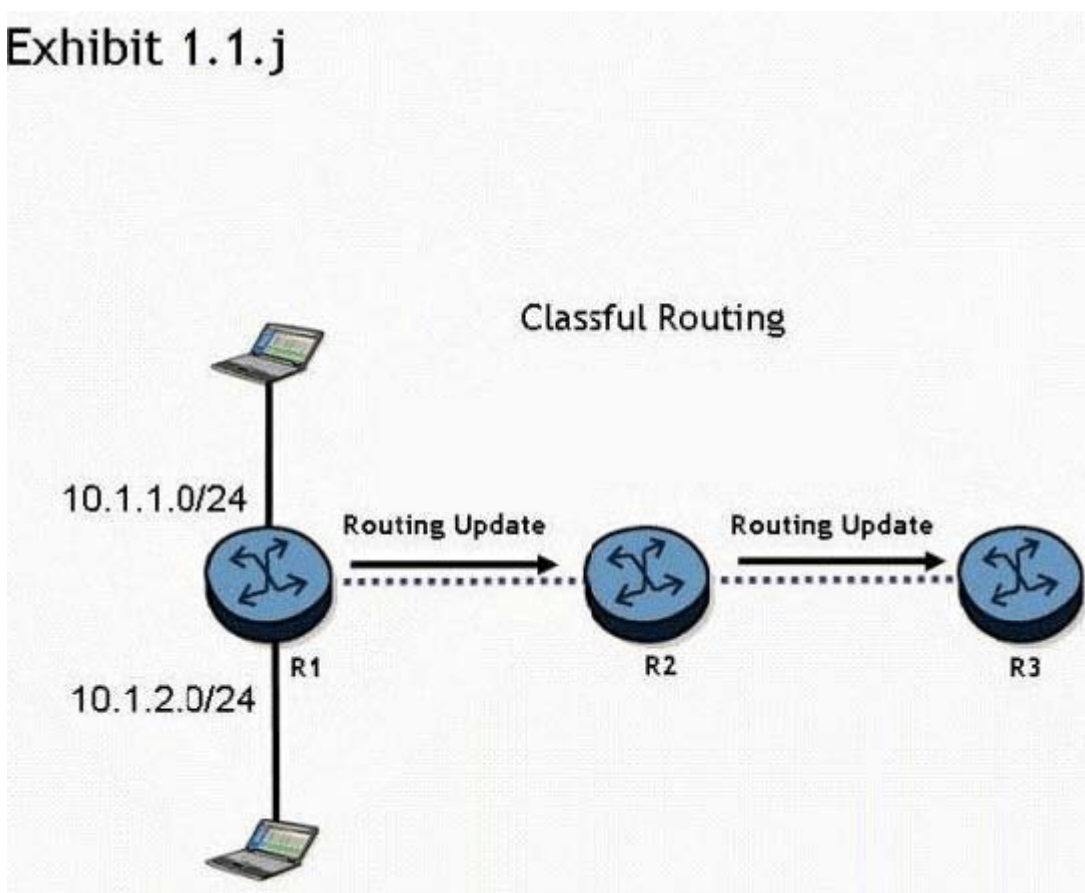 Exhibit 1.1.j
Classful Routing
10.1.1.0/24
Routing Update
Routing Update
R1
R2
R3
10.1.2.0/24